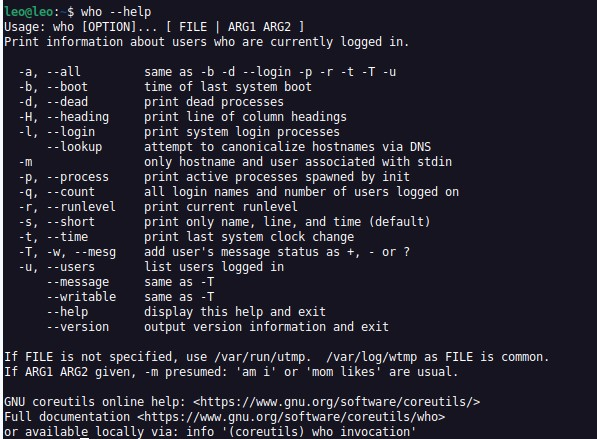 leo@leo:~$ who --help
Usage: who [OPTION]... [ FILE | ARG1 ARG2 ]
Print information about users who are currently logged in.

  -a, --all         same as -b -d --login -p -r -t -T -u
  -b, --boot        time of last system boot
  -d, --dead        print dead processes
  -H, --heading     print line of column headings
  -l, --login       print system login processes
      --lookup      attempt to canonicalize hostnames via DNS
  -m                only hostname and user associated with stdin
  -p, --process     print active processes spawned by init
  -q, --count       all login names and number of users logged on
  -r, --runlevel    print current runlevel
  -s, --short       print only name, line, and time (default)
  -t, --time        print last system clock change
  -T, -w, --mesg    add user's message status as +, - or ?
  -u, --users       list users logged in
      --message     same as -T
      --writable    same as -T
      --help        display this help and exit
      --version     output version information and exit

If FILE is not specified, use /var/run/utmp.  /var/log/wtmp as FILE is common.
If ARG1 ARG2 given, -m presumed: 'am i' or 'mom likes' are usual.

GNU coreutils online help: <https://www.gnu.org/software/coreutils/>
Full documentation <https://www.gnu.org/software/coreutils/who>
or available locally via: info '(coreutils) who invocation'